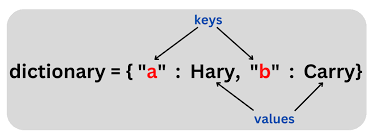 keys
dictionary = { "a" : Hary, "b" : Carry}
values